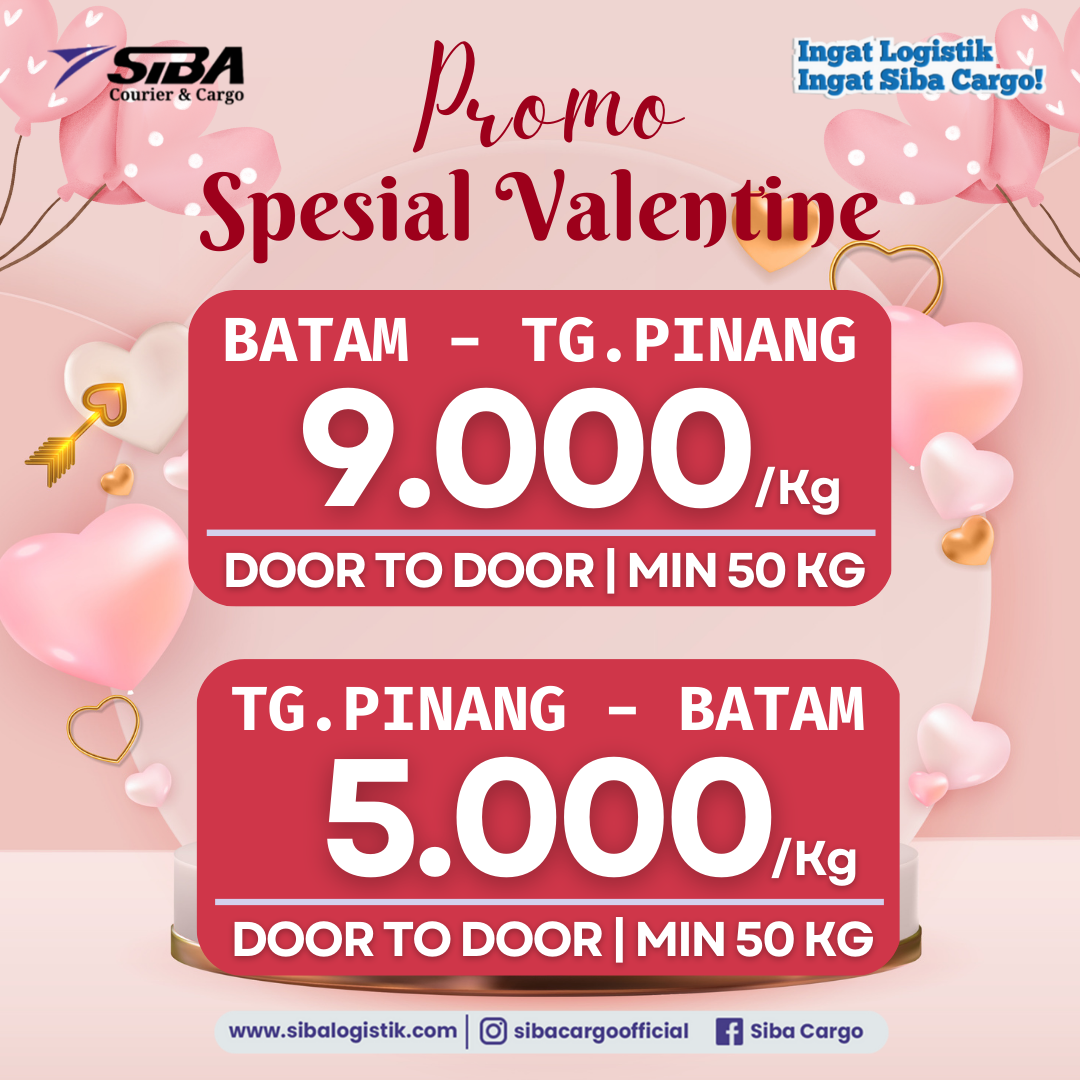 SiBA
Courier & Cargo
Ingat Logistik
Ingat Siba Cargo!
Promo
Spesial Valentine
BATAM - TG.PINANG
9.000/Kg
DOOR TO DOOR | MIN 50 KG
TG.PINANG - BATAM
5.000/Kg
DOOR TO DOOR | MIN 50 KG
www.sibalogistik.com | sibacargoofficial Siba Cargo